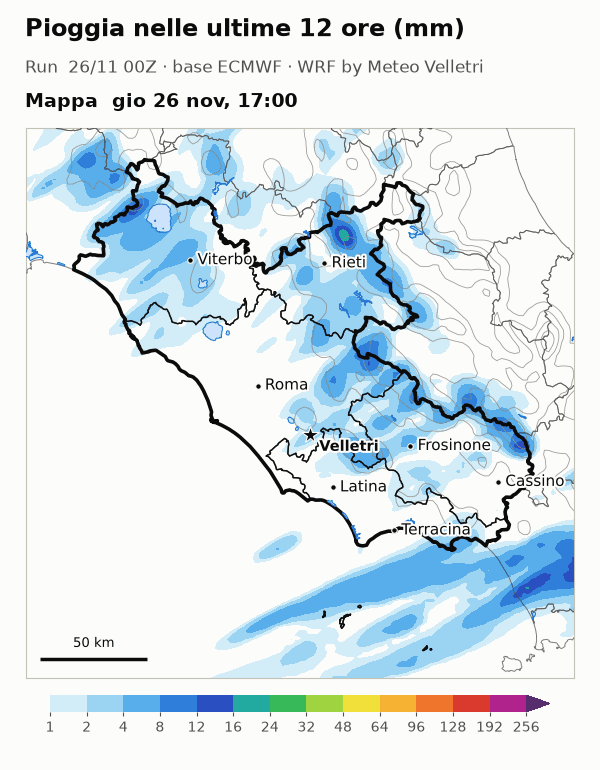 Pioggia nelle ultime 12 ore (mm)
Run  26/11 00Z · base ECMWF · WRF by Meteo Velletri
Mappa  gio 26 nov, 17:00
Viterbo
Rieti
Roma
Velletri
Frosinone
Latina
Cassino
Terracina
50 km
1 2 4 8 12 16 24 32 48 64 96 128 192 256